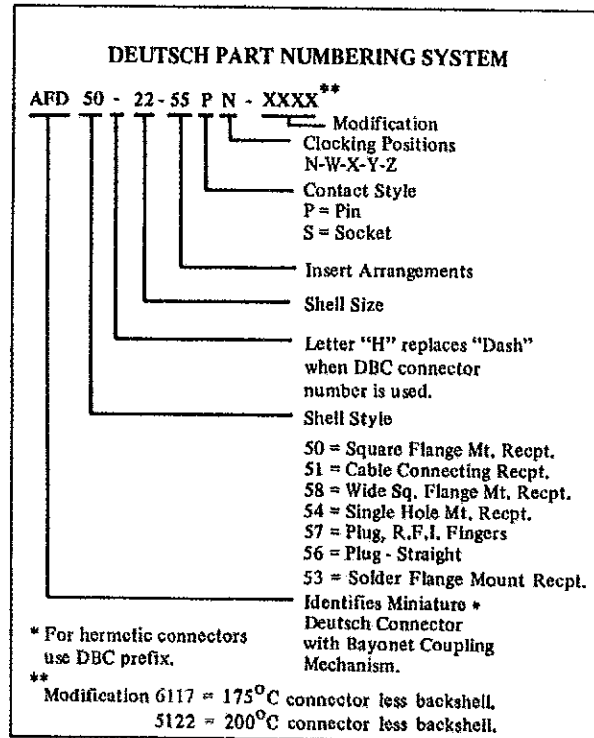 DEUTSCH PART NUMBERING SYSTEM
AFD 50 - 22 - 55 P N - XXXX**
Modification
Clocking Positions
N-W-X-Y-Z
Contact Style
P = Pin
S = Socket
Insert Arrangements
Shell Size
Letter "H" replaces "Dash"
when DBC connector
number is used.
Shell Style
50 = Square Flange Mt. Recpt.
51 = Cable Connecting Recpt.
58 = Wide Sq. Flange Mt. Recpt.
54 = Single Hole Mt. Recpt.
57 = Plug, R.F.I. Fingers
56 = Plug - Straight
53 = Solder Flange Mount Recpt.
Identifies Miniature *
Deutsch Connector
with Bayonet Coupling
Mechanism.
* For hermetic connectors
use DBC prefix.
**
Modification 6117 = 175°C connector less backshell.
5122 = 200°C connector less backshell.